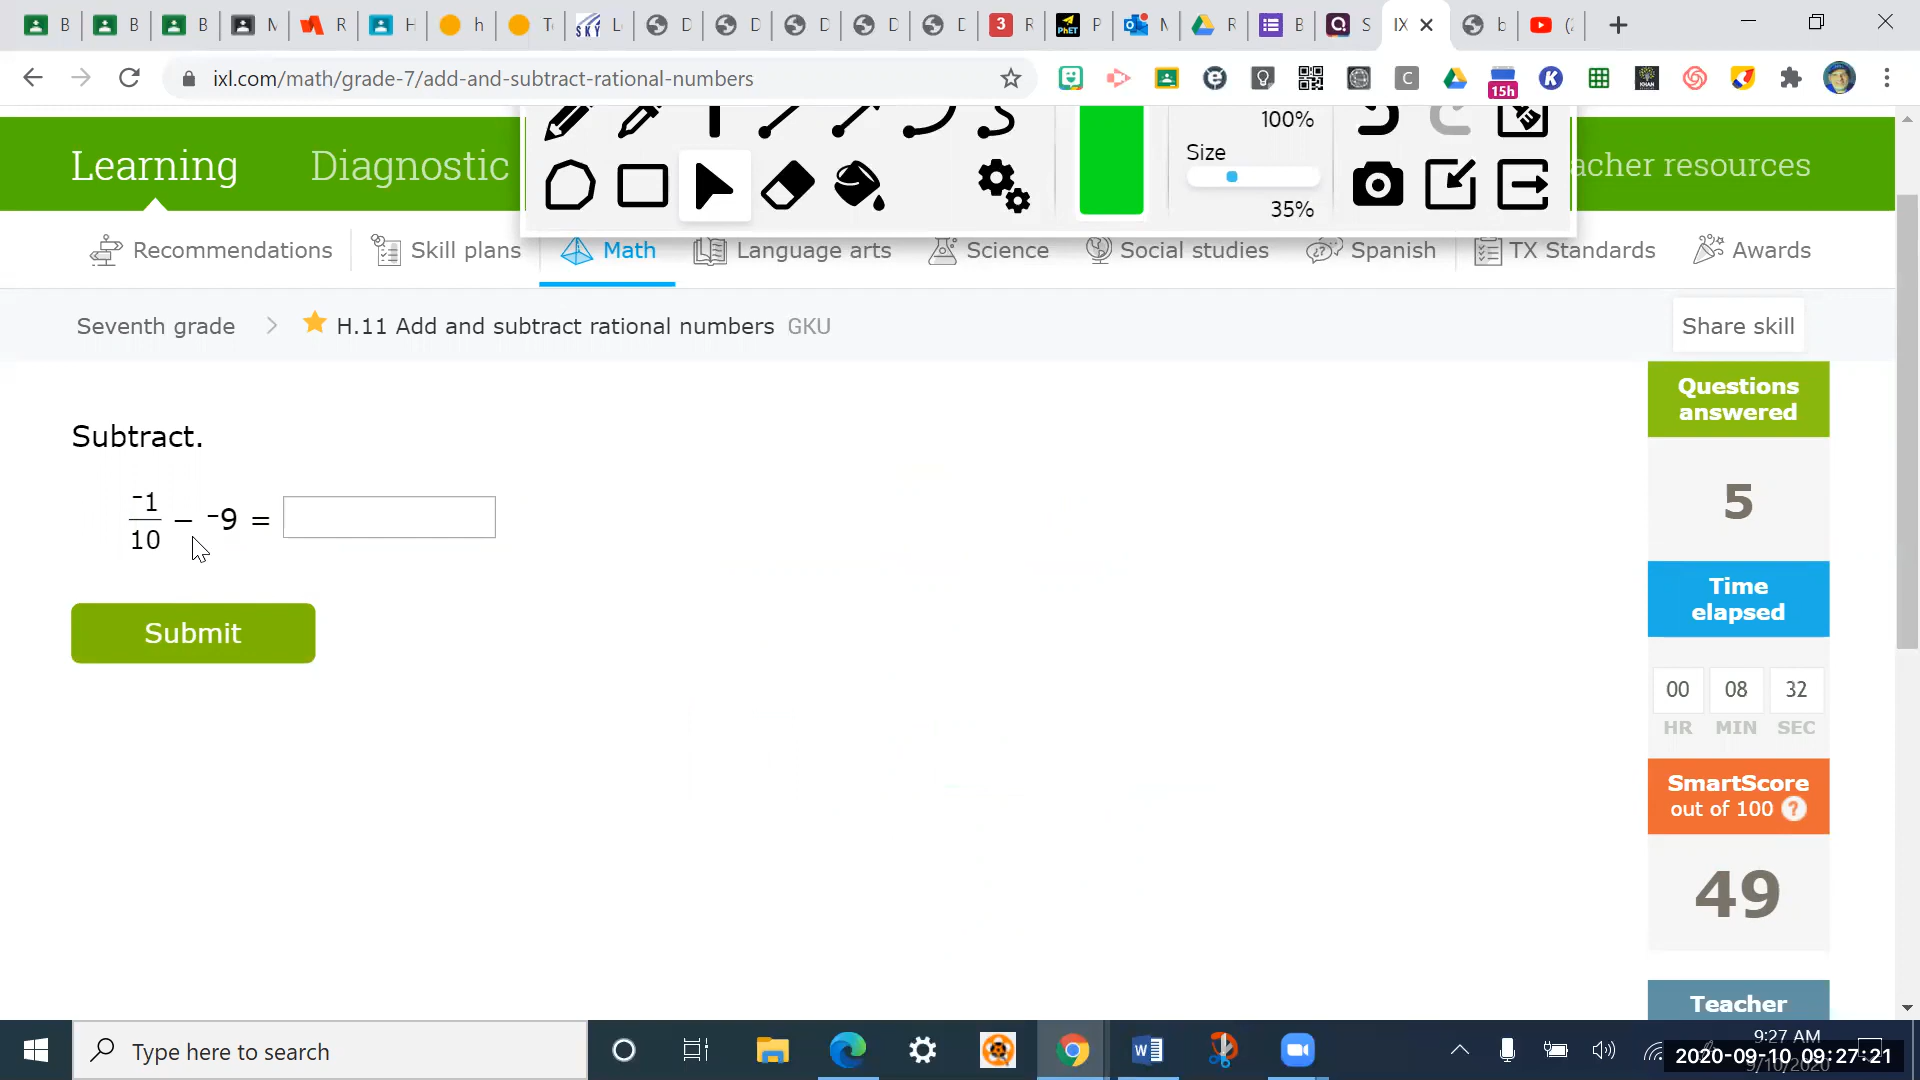 B B B M R H h T L D D D D D 3 R P M R B S IX b (2
ixl.com/math/grade-7/add-and-subtract-rational-numbers
15h
100%
Size
35%
Learning Diagnostic acher resources
Recommendations Skill plans Math Language arts Science Social studies Spanish TX Standards Awards
Seventh grade > H.11 Add and subtract rational numbers GKU Share skill
Questions
answered
5
Subtract.
-1/10 − -9 =
Submit
Time
elapsed
00 08 32
HR MIN SEC
SmartScore
out of 100 ?
49
Teacher
Type here to search
9:27 AM
2020-09-10 09:27:21